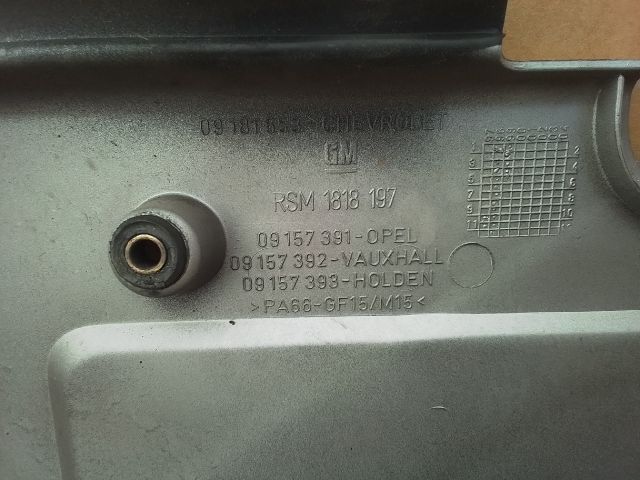 CHEVROLET
GM
RSM 1818 197
09 157 391-OPEL
09 157 392-VAUXHALL
09 157 393-HOLDEN
>PA66-GF15/M15<